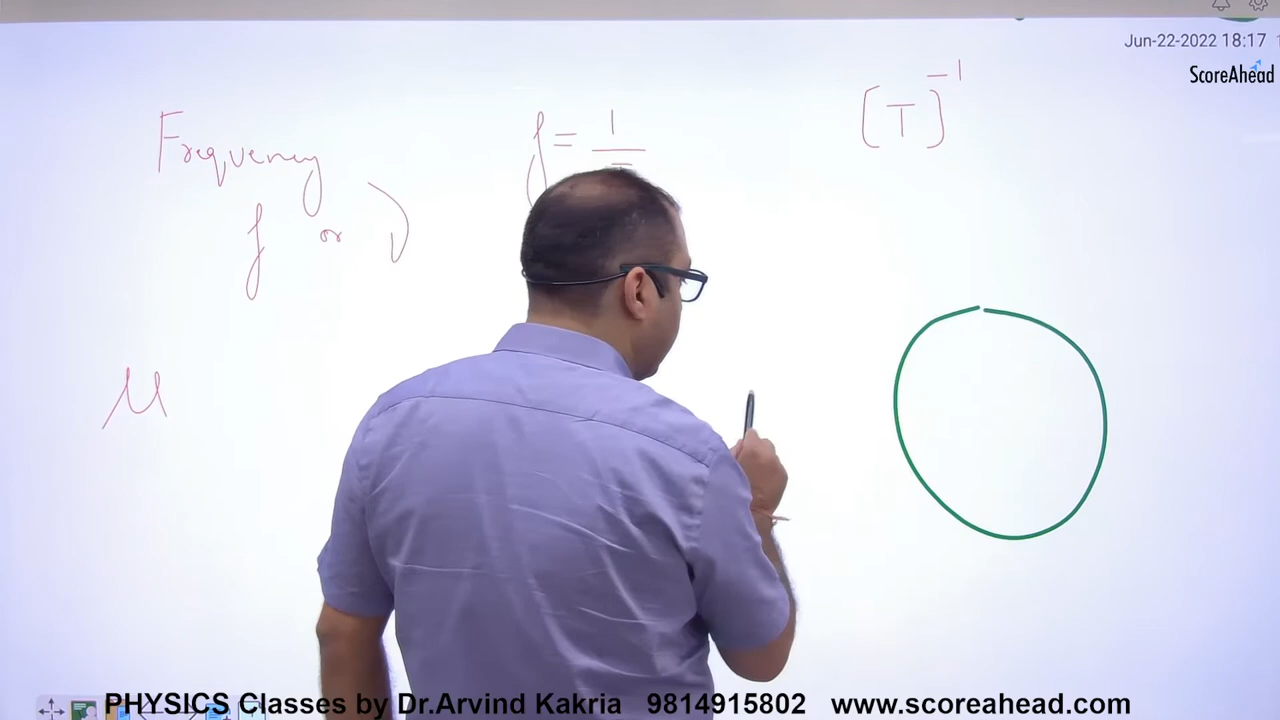 Jun-22-2022 18:17
ScoreAhead
[T]⁻¹
Frequency
f = 1
f or ν
μ
PHYSICS Classes by Dr.Arvind Kakria 9814915802 www.scoreahead.com